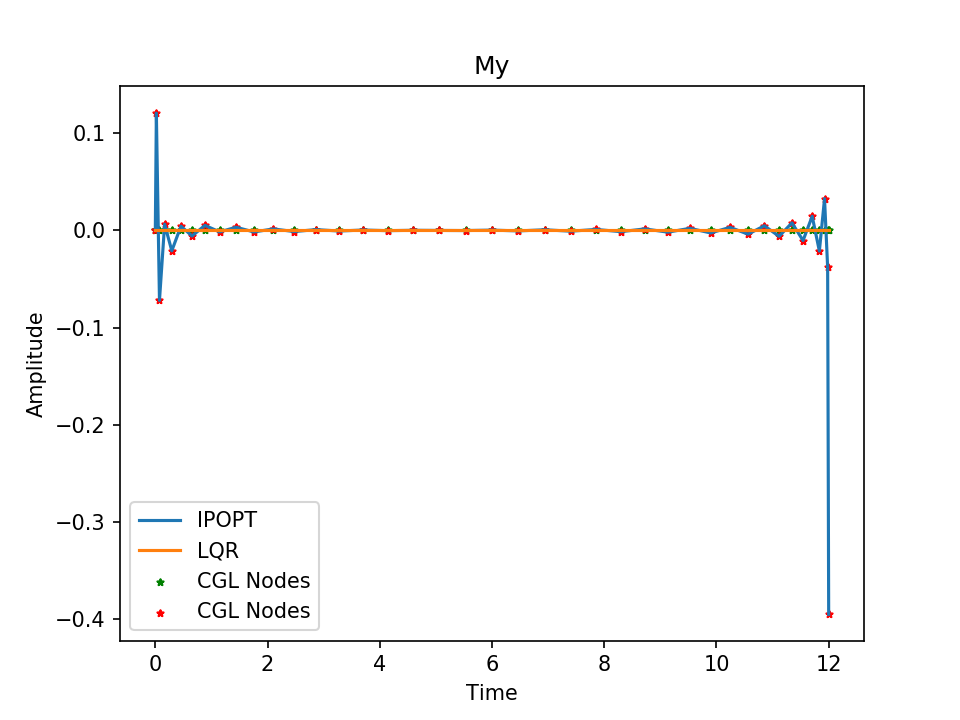 My
0.1
0.0
−0.1
−0.2
−0.3
−0.4
Amplitude
IPOPT
LQR
CGL Nodes
CGL Nodes
0 2 4 6 8 10 12
Time